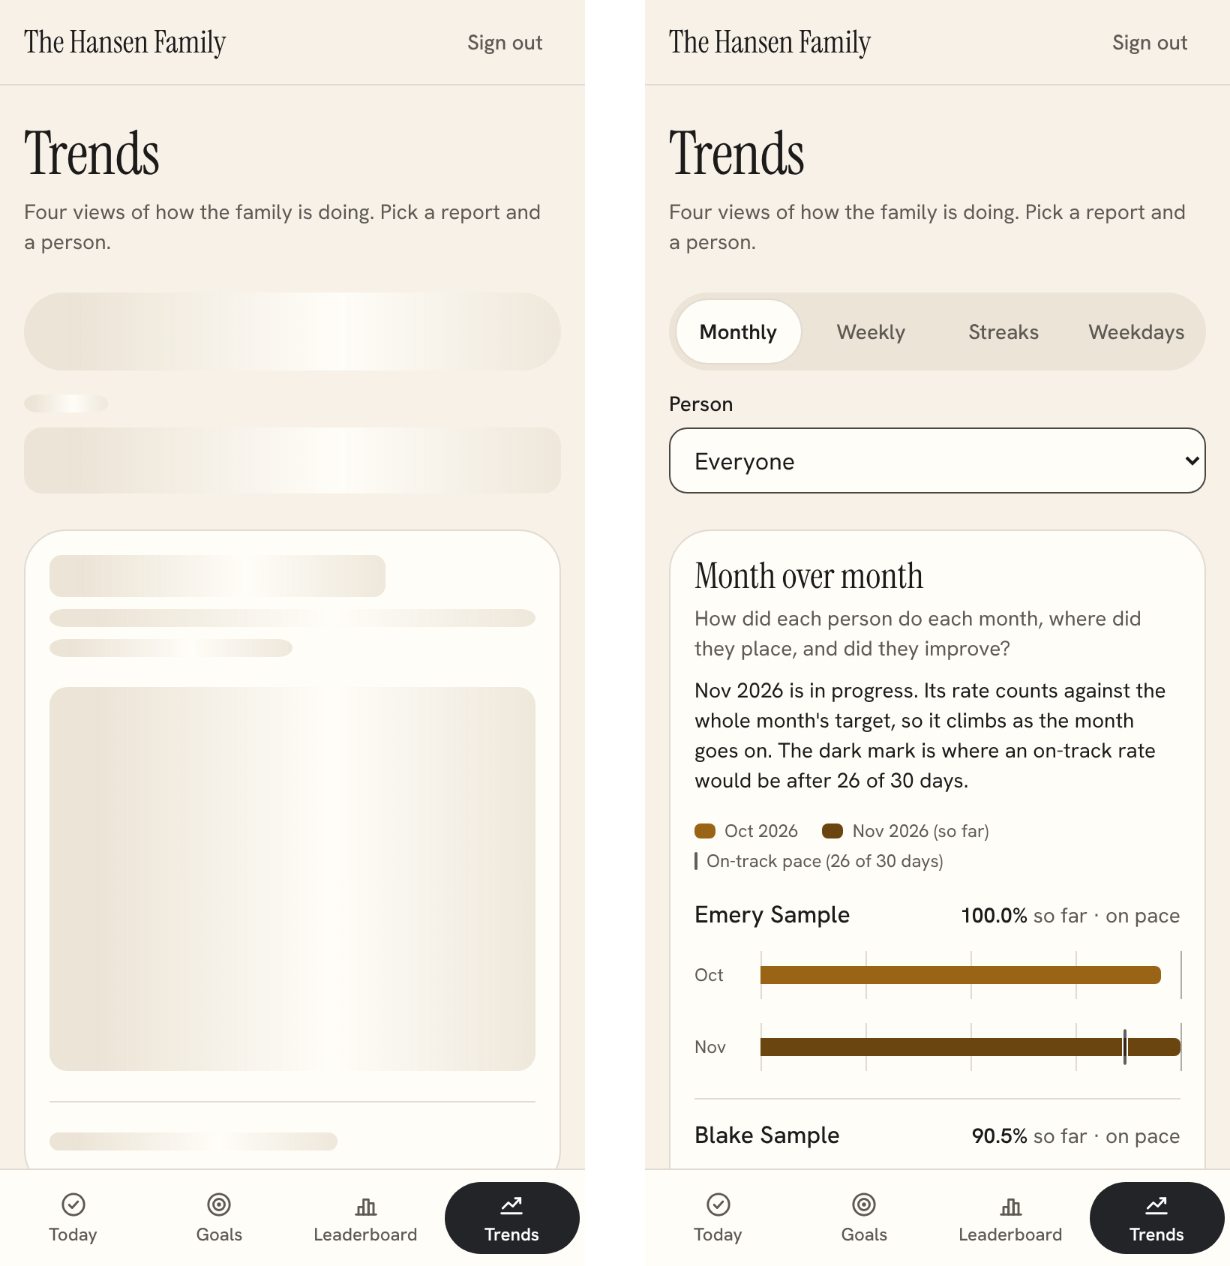 The Hansen Family
Sign out
Trends
Four views of how the family is doing. Pick a report and
a person.
Today
Goals
Leaderboard
Trends
The Hansen Family
Sign out
Trends
Four views of how the family is doing. Pick a report and
a person.
Monthly
Weekly
Streaks
Weekdays
Person
Everyone
Month over month
How did each person do each month, where did
they place, and did they improve?
Nov 2026 is in progress. Its rate counts against the
whole month's target, so it climbs as the month
goes on. The dark mark is where an on-track rate
would be after 26 of 30 days.
Oct 2026
Nov 2026 (so far)
On-track pace (26 of 30 days)
Emery Sample
100.0% so far · on pace
Oct
Nov
Blake Sample
90.5% so far · on pace
Today
Goals
Leaderboard
Trends